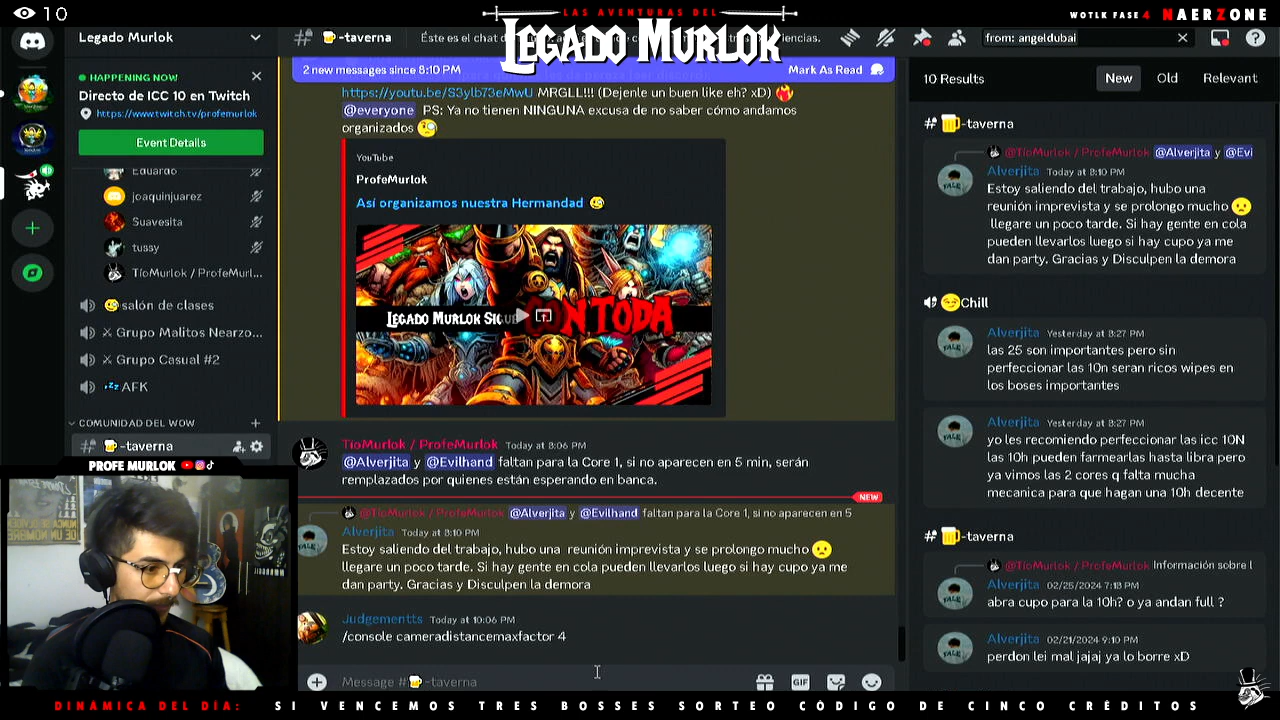 10
LAS AVENTURAS DEL
LEGADO MURLOK
WOTLK FASE 4 NAERZONE
Legado Murlok
HAPPENING NOW
Directo de ICC 10 en Twitch
https://www.twitch.tv/profemurlok
Event Details
Eduardo
joaquinjuarez
Suavesita
tussy
TíoMurlok / ProfeMurl...
salón de clases
Grupo Malitos Nearzo...
Grupo Casual #2
AFK
COMUNIDAD DEL WOW
-taverna
PROFE MURLOK
-taverna
Éste es el chat d
iencias.
2 new messages since 8:10 PM
Mark As Read
https://youtu.be/S3ylb73eMwU MRGLL!!! (Dejenle un buen like eh? xD)
@everyone PS: Ya no tienen NINGUNA excusa de no saber cómo andamos
organizados
YouTube
ProfeMurlok
Así organizamos nuestra Hermandad
LEGADO MURLOK SIGUE CON TODA
TíoMurlok / ProfeMurlok Today at 8:06 PM
@Alverjita y @Evilhand faltan para la Core 1, si no aparecen en 5 min, serán
remplazados por quienes están esperando en banca.
NEW
@TíoMurlok / ProfeMurlok @Alverjita y @Evilhand faltan para la Core 1, si no aparecen en 5
Alverjita Today at 8:10 PM
Estoy saliendo del trabajo, hubo una reunión imprevista y se prolongo mucho
llegare un poco tarde. Si hay gente en cola pueden llevarlos luego si hay cupo ya me
dan party. Gracias y Disculpen la demora
Judgementts Today at 10:06 PM
/console cameradistancemaxfactor 4
Message #-taverna
GIF
from: angeldubai
10 Results
New
Old
Relevant
-taverna
@TíoMurlok / ProfeMurlok @Alverjita y @Evi
Alverjita Today at 8:10 PM
Estoy saliendo del trabajo, hubo una
reunión imprevista y se prolongo mucho
llegare un poco tarde. Si hay gente en cola
pueden llevarlos luego si hay cupo ya me
dan party. Gracias y Disculpen la demora
Chill
Alverjita Yesterday at 8:27 PM
las 25 son importantes pero sin
perfeccionar las 10n seran ricos wipes en
los boses importantes
Alverjita Yesterday at 8:27 PM
yo les recomiendo perfeccionar las icc 10N
las 10h pueden farmearlas hasta libre pero
ya vimos las 2 cores q falta mucha
mecanica para que hagan una 10h decente
-taverna
@TíoMurlok / ProfeMurlok Información sobre l
Alverjita 02/25/2024 7:18 PM
abra cupo para la 10h? o ya andan full ?
Alverjita 02/21/2024 9:10 PM
perdon lei mal jajaj ya lo borre xD
DINAMICA DEL DÍA: SI VENCEMOS TRES BOSSES SORTEO CÓDIGO DE CINCO CRÉDITOS